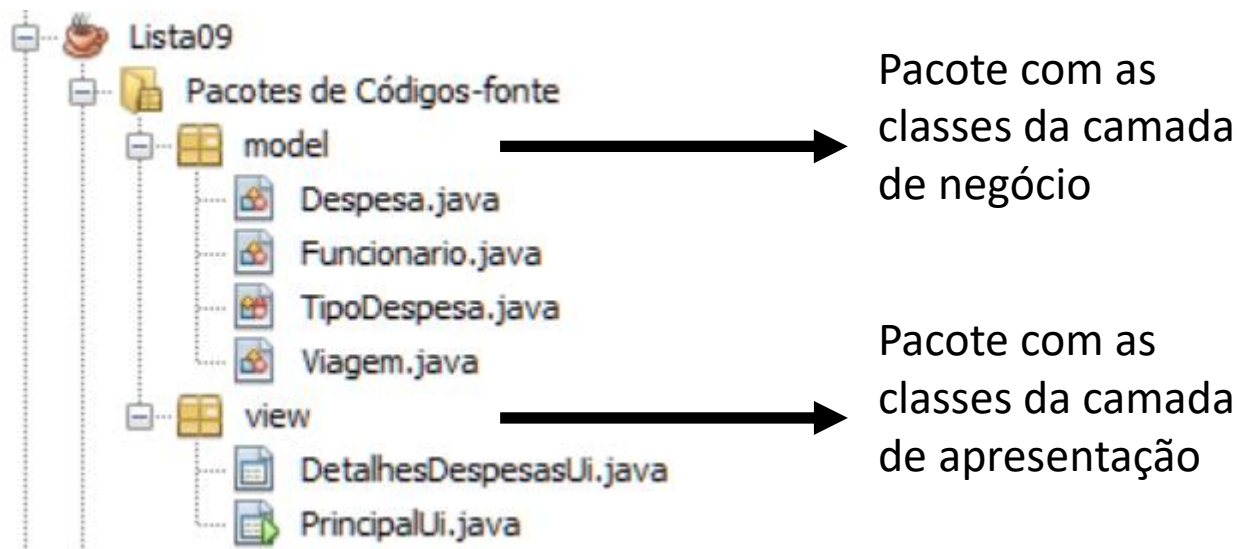 Lista09
Pacotes de Códigos-fonte
model
Despesa.java
Funcionario.java
TipoDespesa.java
Viagem.java
view
DetalhesDespesasUi.java
PrincipalUi.java
Pacote com as
classes da camada
de negócio
Pacote com as
classes da camada
de apresentação